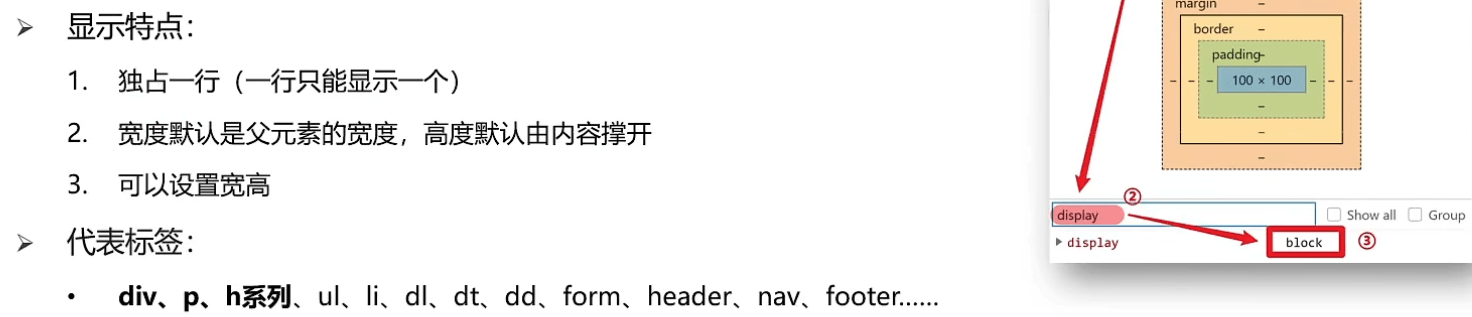 显示特点：
1. 独占一行（一行只能显示一个）
2. 宽度默认是父元素的宽度，高度默认由内容撑开
3. 可以设置宽高
代表标签：
• div、p、h系列、ul、li、dl、dt、dd、form、header、nav、footer……
margin –
border –
padding–
– – – 100 × 100 – – –
–
–
–
②
display Show all Group
display block ③